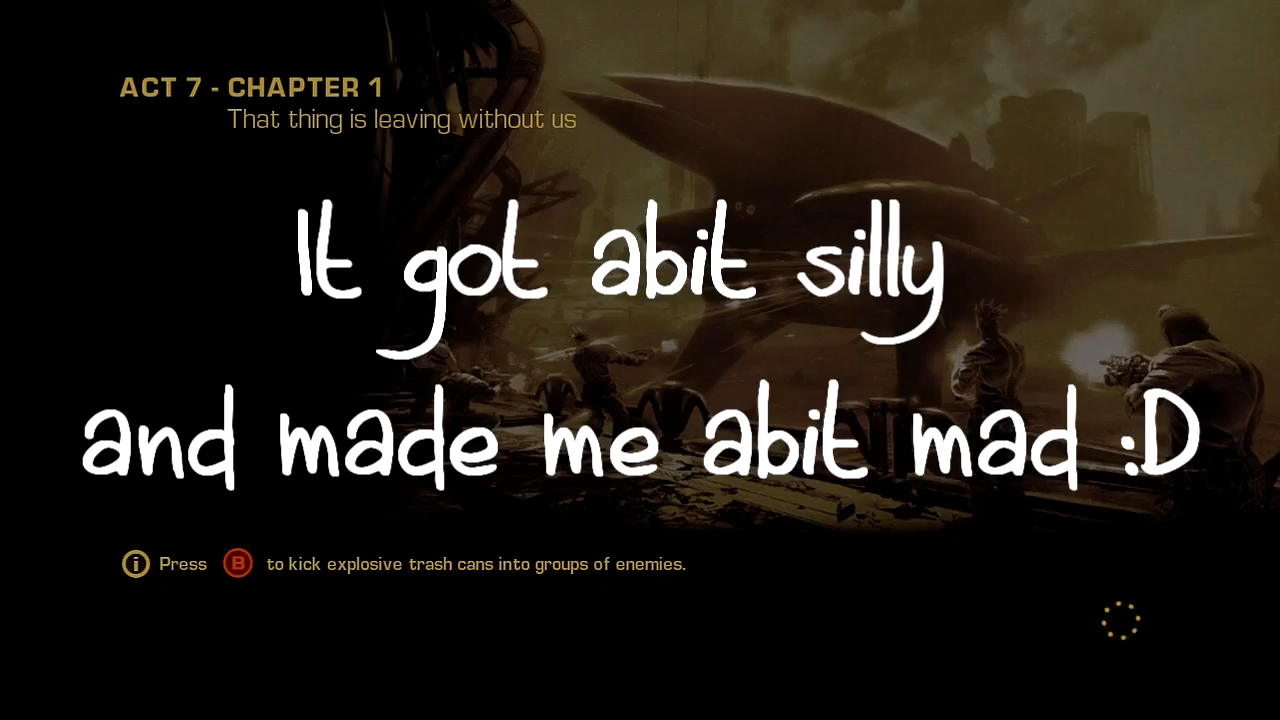 ACT 7 - CHAPTER 1
That thing is leaving without us
It got abit silly
and made me abit mad :D
i Press B to kick explosive trash cans into groups of enemies.